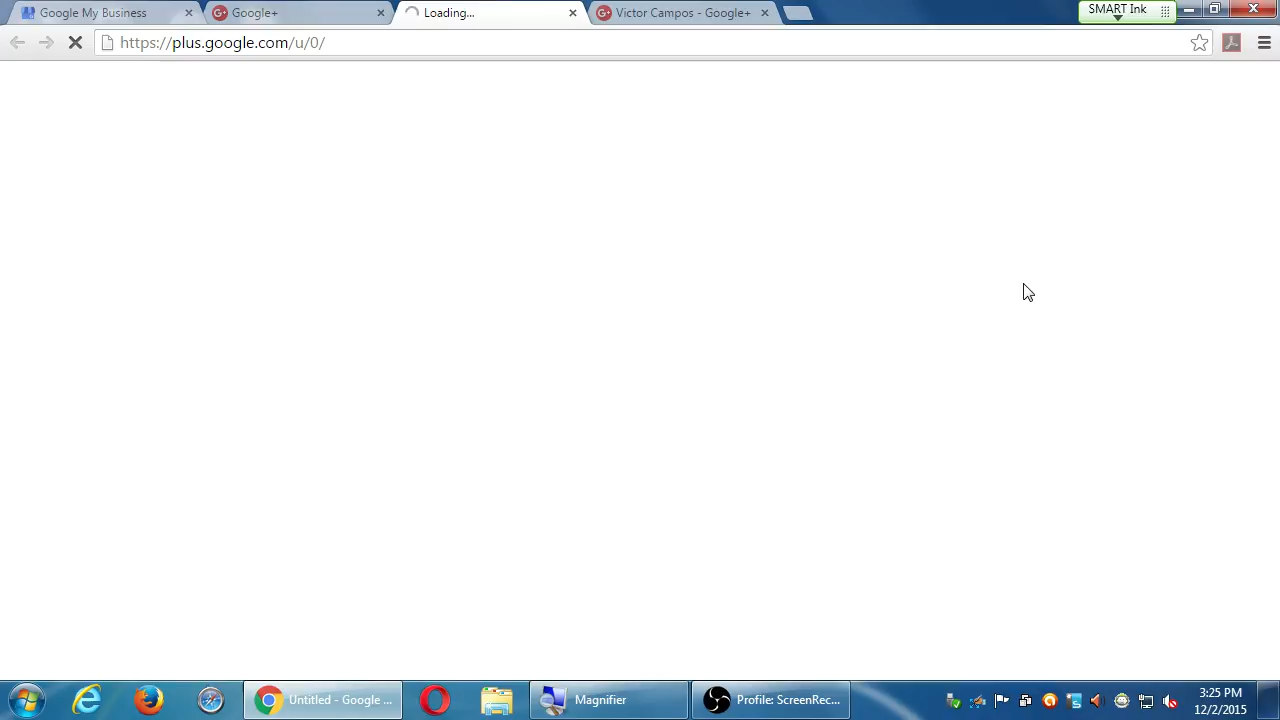 Google My Business
Google+
Loading...
Victor Campos - Google+
SMART Ink
https://plus.google.com/u/0/
Untitled - Google ...
Magnifier
Profile: ScreenRec...
3:25 PM
12/2/2015